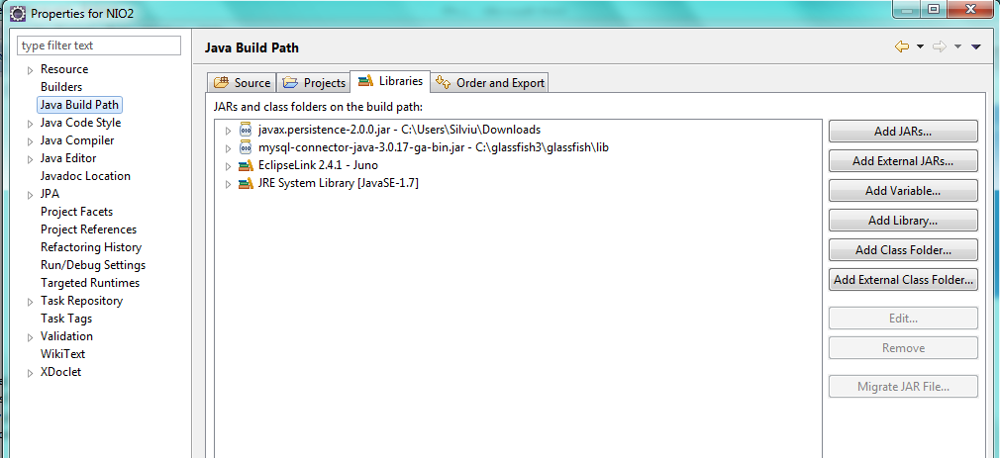 Properties for NIO2
type filter text
Resource
Builders
Java Build Path
Java Code Style
Java Compiler
Java Editor
Javadoc Location
JPA
Project Facets
Project References
Refactoring History
Run/Debug Settings
Targeted Runtimes
Task Repository
Task Tags
Validation
WikiText
XDoclet
Java Build Path
Source Projects Libraries Order and Export
JARs and class folders on the build path:
javax.persistence-2.0.0.jar - C:\Users\Silviu\Downloads
mysql-connector-java-3.0.17-ga-bin.jar - C:\glassfish3\glassfish\lib
EclipseLink 2.4.1 - Juno
JRE System Library [JavaSE-1.7]
Add JARs...
Add External JARs...
Add Variable...
Add Library...
Add Class Folder...
Add External Class Folder...
Edit...
Remove
Migrate JAR File...